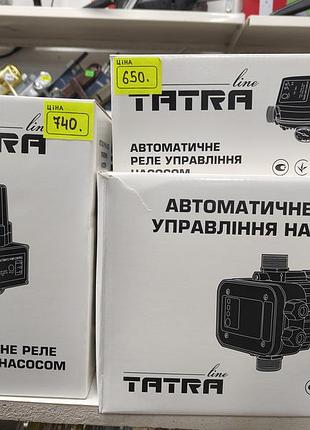 ЦІНА
740.
line
TATRA
НЕ РЕЛЕ
НАСОСОМ
ЦІНА
650.
line
TATRA
АВТОМАТИЧНЕ
РЕЛЕ УПРАВЛІННЯ
НАСОСОМ
АВТОМАТИЧНЕ
УПРАВЛІННЯ НА
line
TATRA